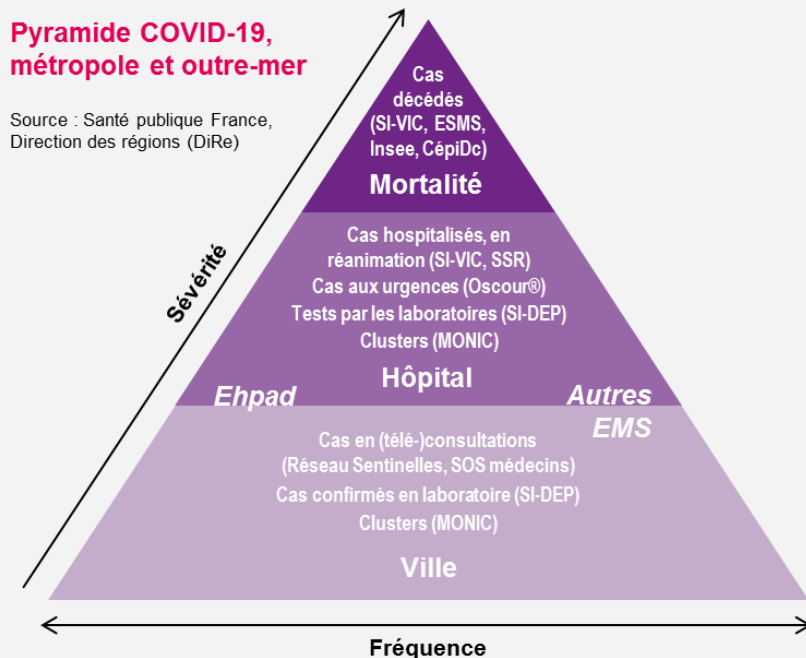 Pyramide COVID-19,
métropole et outre-mer
Source : Santé publique France,
Direction des régions (DiRe)
Sévérité
Cas
décédés
(SI-VIC, ESMS,
Insee, CépiDc)
Mortalité
Cas hospitalisés, en
réanimation (SI-VIC, SSR)
Cas aux urgences (Oscour®)
Tests par les laboratoires (SI-DEP)
Clusters (MONIC)
Hôpital
Ehpad
Autres
EMS
Cas en (télé-)consultations
(Réseau Sentinelles, SOS médecins)
Cas confirmés en laboratoire (SI-DEP)
Clusters (MONIC)
Ville
Fréquence